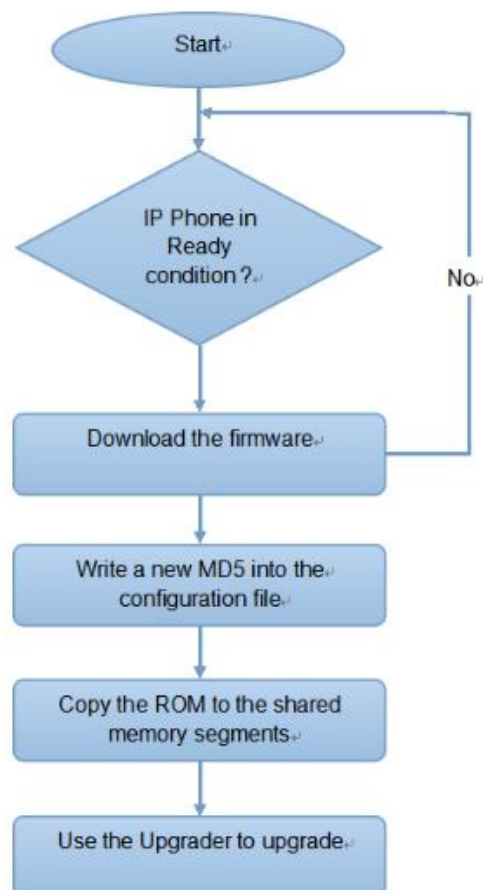 Start
IP Phone in
Ready
condition ?
No
Download the firmware
Write a new MD5 into the
configuration file
Copy the ROM to the shared
memory segments
Use the Upgrader to upgrade